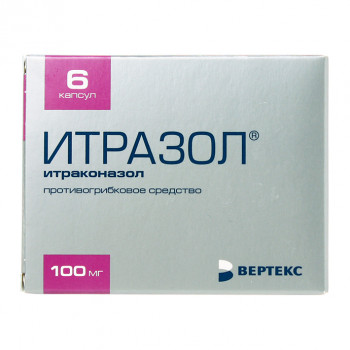 6
капсул
ИТРАЗОЛ®
итраконазол
противогрибковое средство
100 мг
ВЕРТЕКС